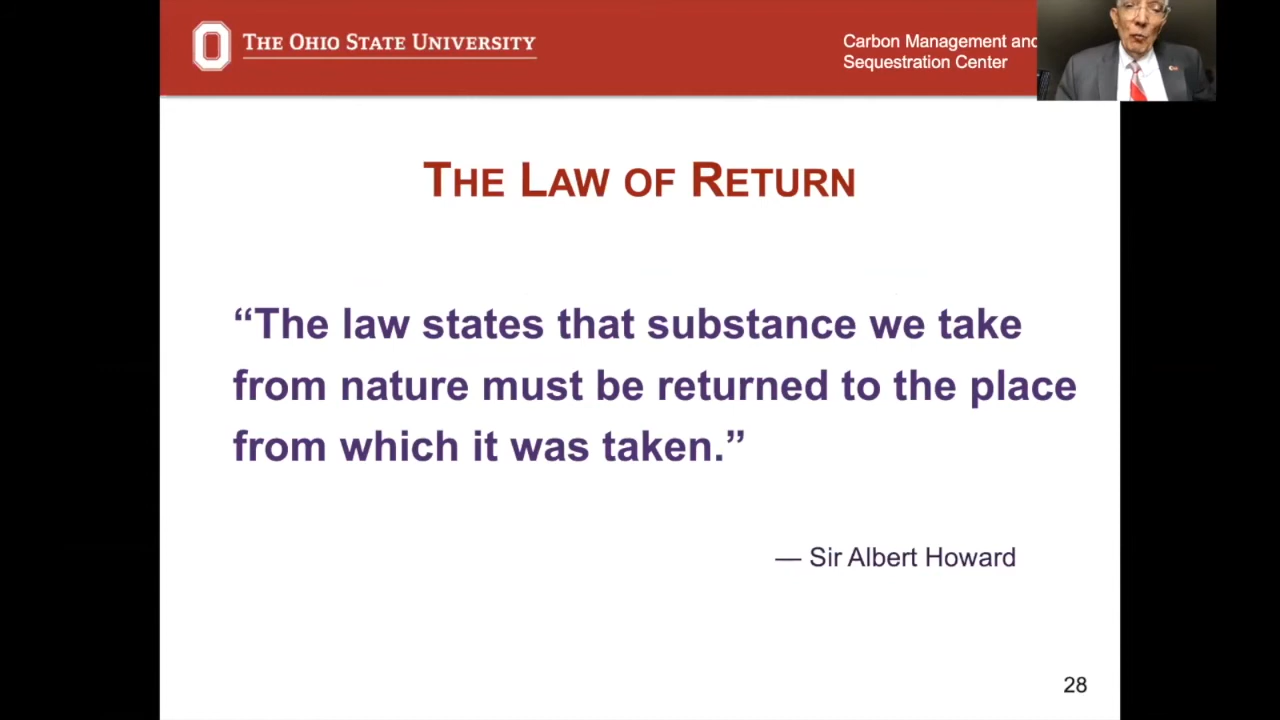 THE OHIO STATE UNIVERSITY
Carbon Management and
Sequestration Center
THE LAW OF RETURN
“The law states that substance we take
from nature must be returned to the place
from which it was taken.”
— Sir Albert Howard
28